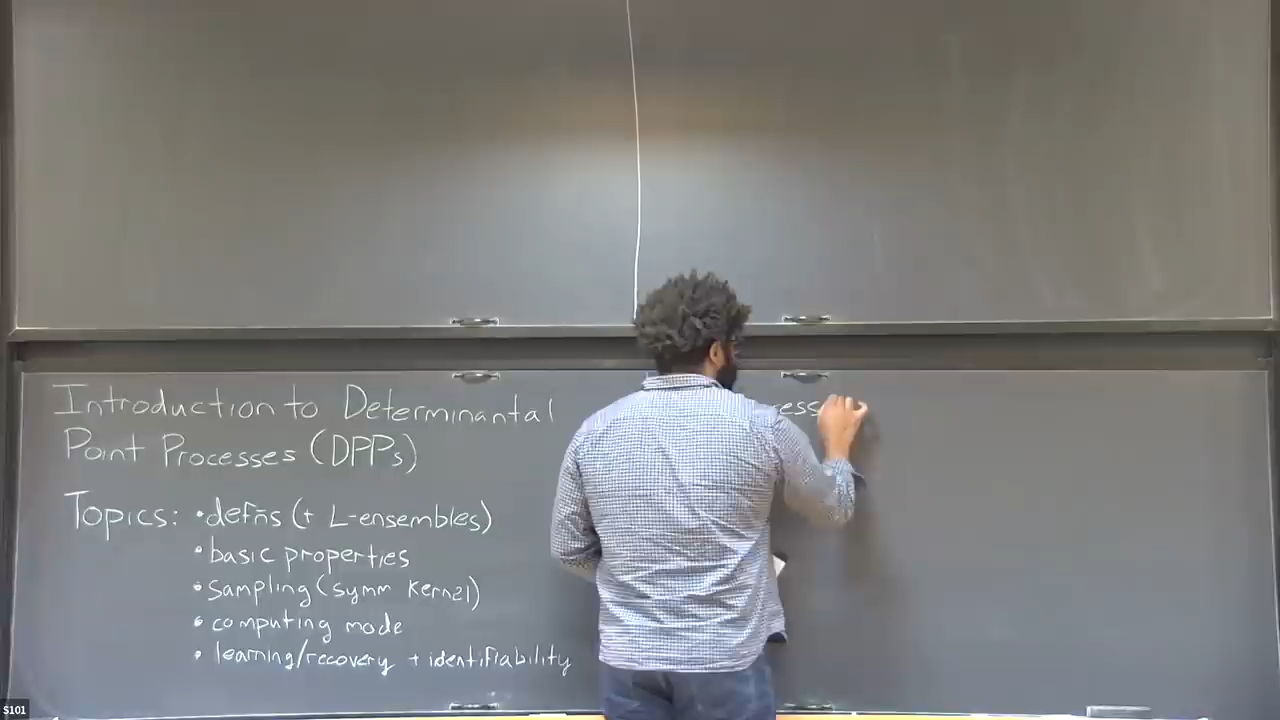 Introduction to Determinantal
Point Processes (DPPs)
Topics: • defns (+ L-ensembles)
• basic properties
• sampling (symm kernel)
• computing mode
• learning/recovery + identifiability
S101